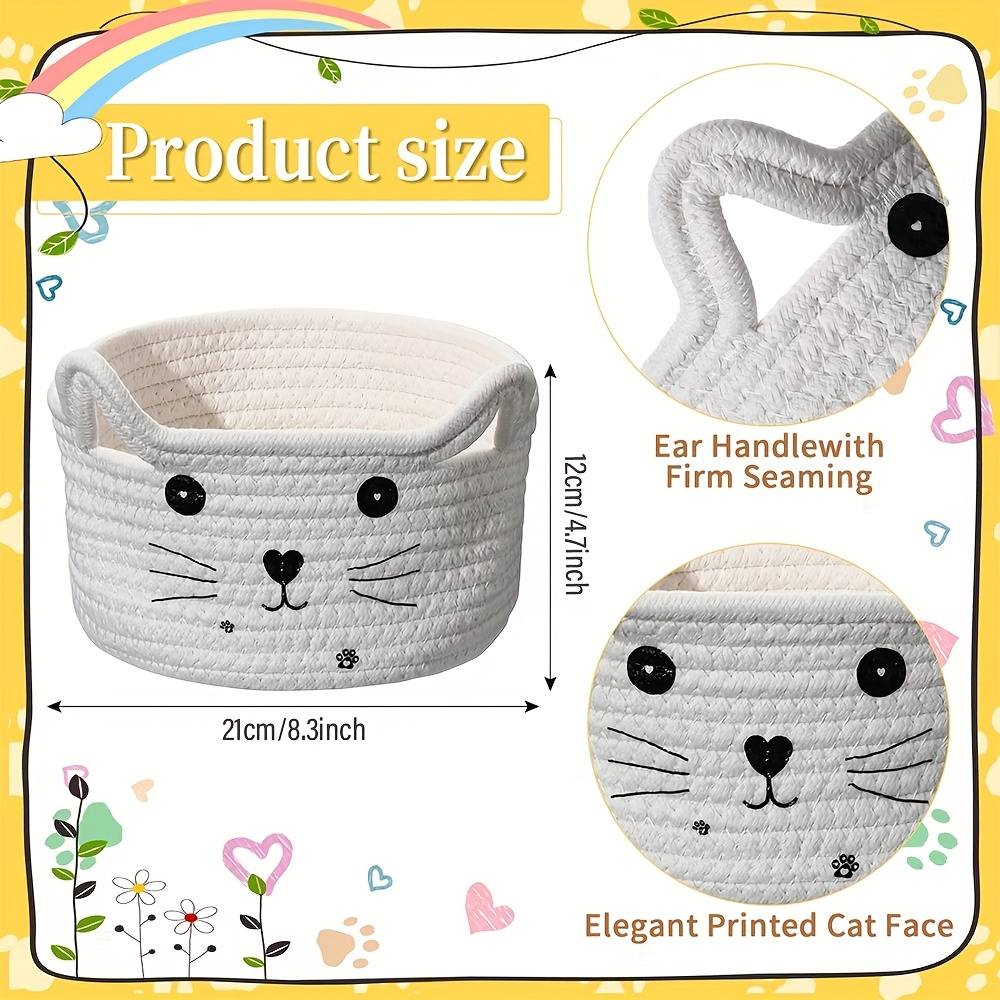 Product size
Ear Handlewith
Firm Seaming
12cm/4.7inch
21cm/8.3inch
Elegant Printed Cat Face